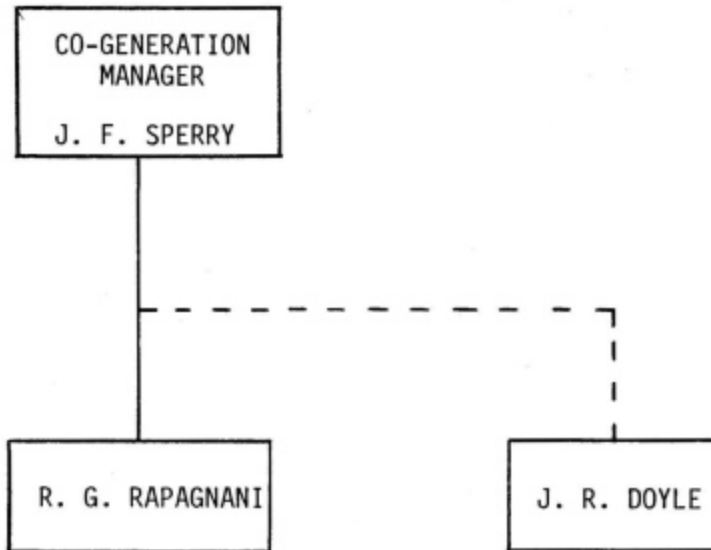 CO-GENERATION
MANAGER
J. F. SPERRY
R. G. RAPAGNANI
J. R. DOYLE